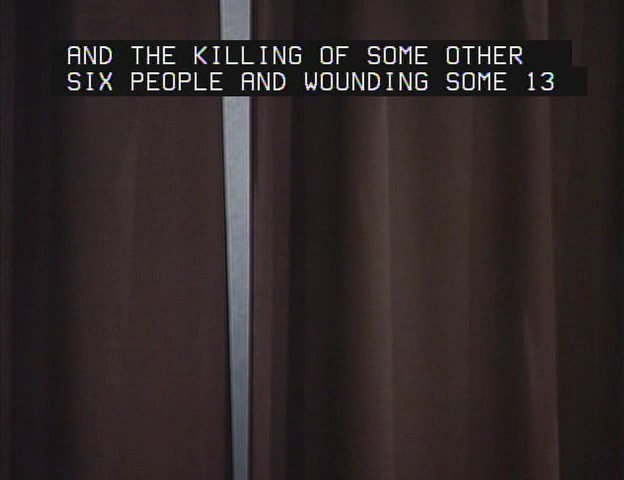 AND THE KILLING OF SOME OTHER
SIX PEOPLE AND WOUNDING SOME 13